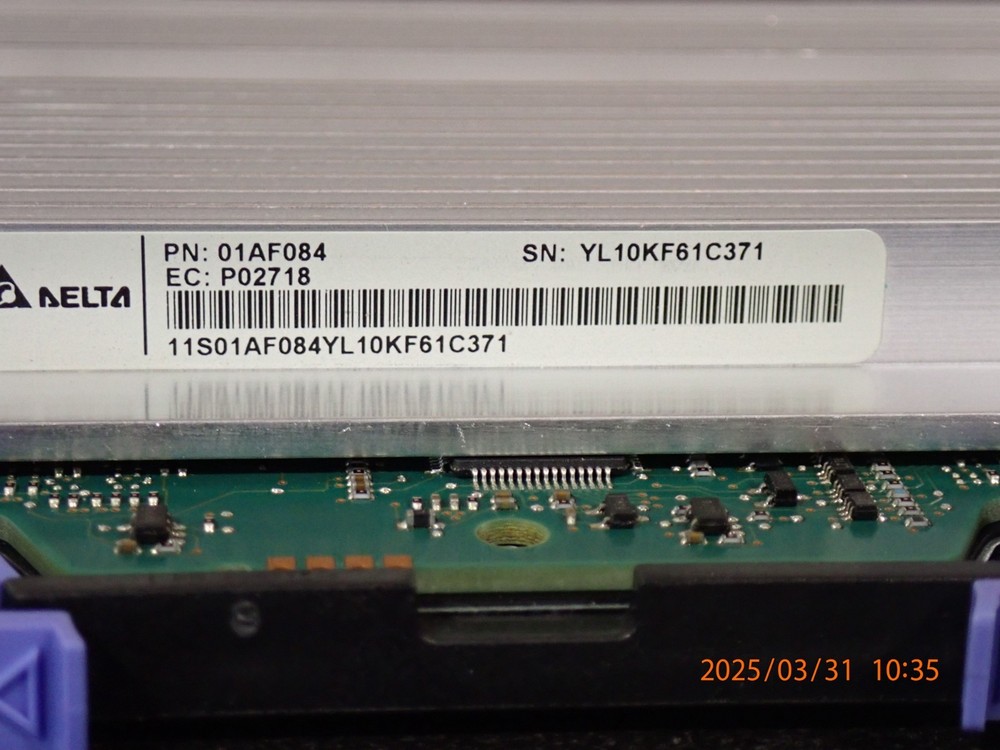 DELTA
PN: 01AF084
SN: YL10KF61C371
EC: P02718
11S01AF084YL10KF61C371
2025/03/31 10:35